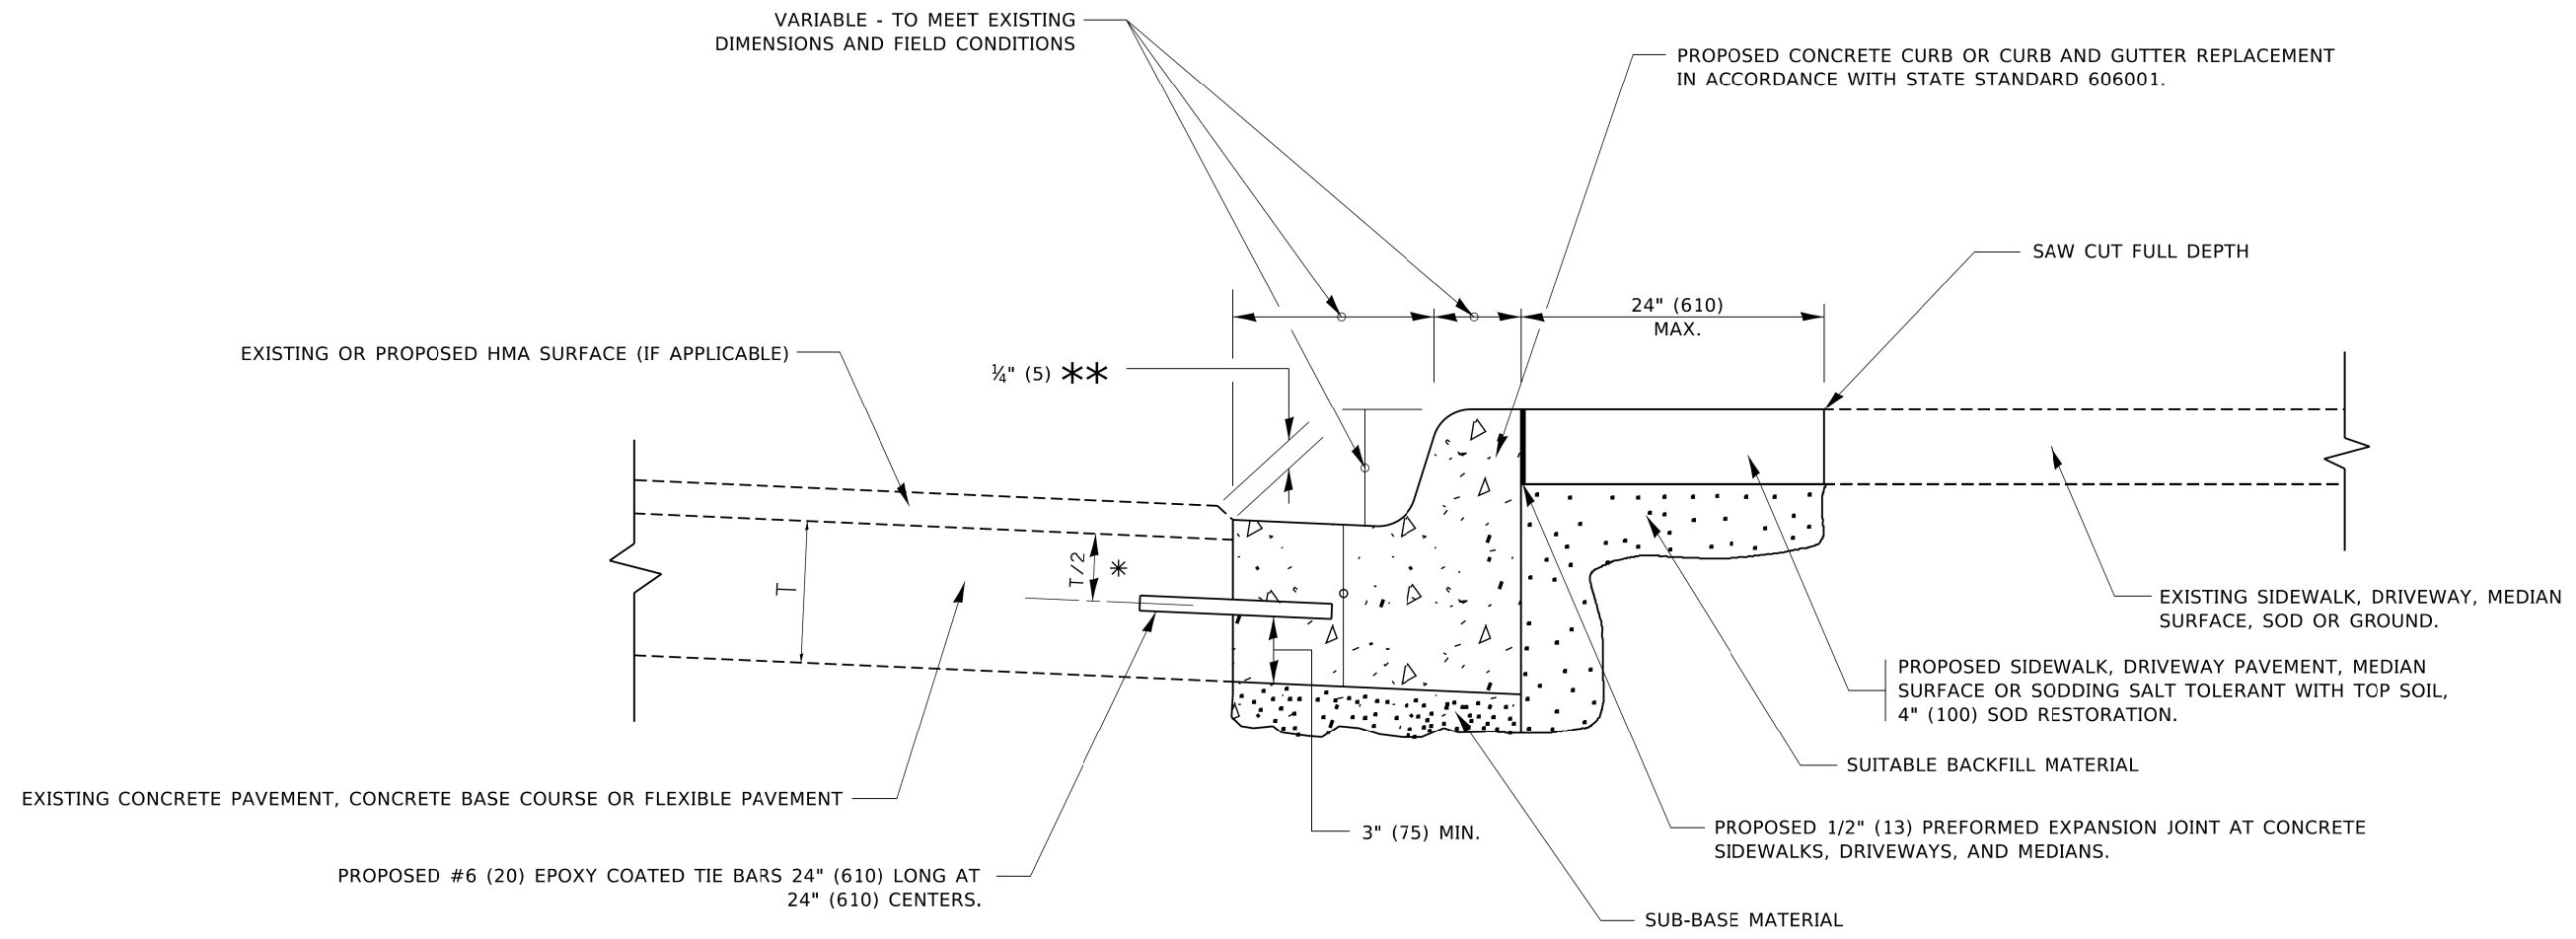 VARIABLE - TO MEET EXISTING
DIMENSIONS AND FIELD CONDITIONS
PROPOSED CONCRETE CURB OR CURB AND GUTTER REPLACEMENT
IN ACCORDANCE WITH STATE STANDARD 606001.
SAW CUT FULL DEPTH
24" (610)
MAX.
EXISTING OR PROPOSED HMA SURFACE (IF APPLICABLE)
¼" (5) **
T/2 *
T
EXISTING SIDEWALK, DRIVEWAY, MEDIAN
SURFACE, SOD OR GROUND.
PROPOSED SIDEWALK, DRIVEWAY PAVEMENT, MEDIAN
SURFACE OR SODDING SALT TOLERANT WITH TOP SOIL,
4" (100) SOD RESTORATION.
SUITABLE BACKFILL MATERIAL
EXISTING CONCRETE PAVEMENT, CONCRETE BASE COURSE OR FLEXIBLE PAVEMENT
3" (75) MIN.
PROPOSED 1/2" (13) PREFORMED EXPANSION JOINT AT CONCRETE
SIDEWALKS, DRIVEWAYS, AND MEDIANS.
PROPOSED #6 (20) EPOXY COATED TIE BARS 24" (610) LONG AT
24" (610) CENTERS.
SUB-BASE MATERIAL